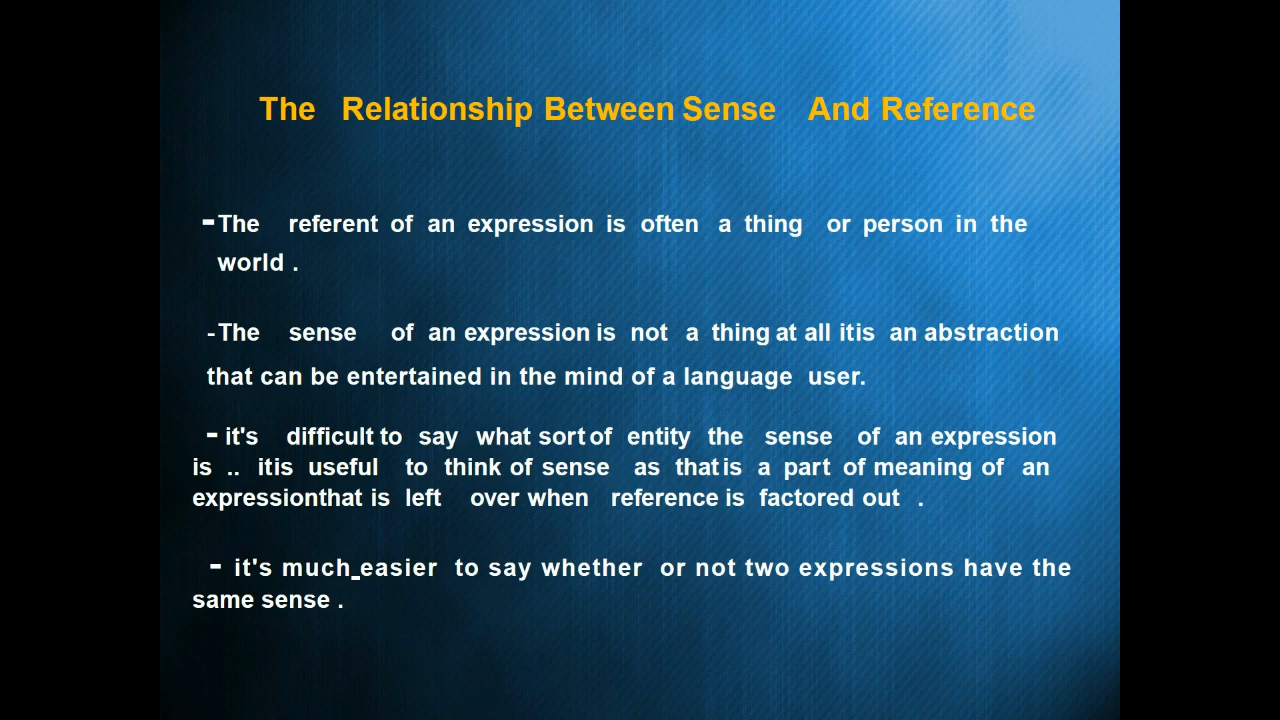 The Relationship Between Sense And Reference
-The referent of an expression is often a thing or person in the
world .
-The sense of an expression is not a thing at all itis an abstraction
that can be entertained in the mind of a language user.
- it's difficult to say what sort of entity the sense of an expression
is .. itis useful to think of sense as that is a part of meaning of an
expressionthat is left over when reference is factored out .
- it's much_easier to say whether or not two expressions have the
same sense .